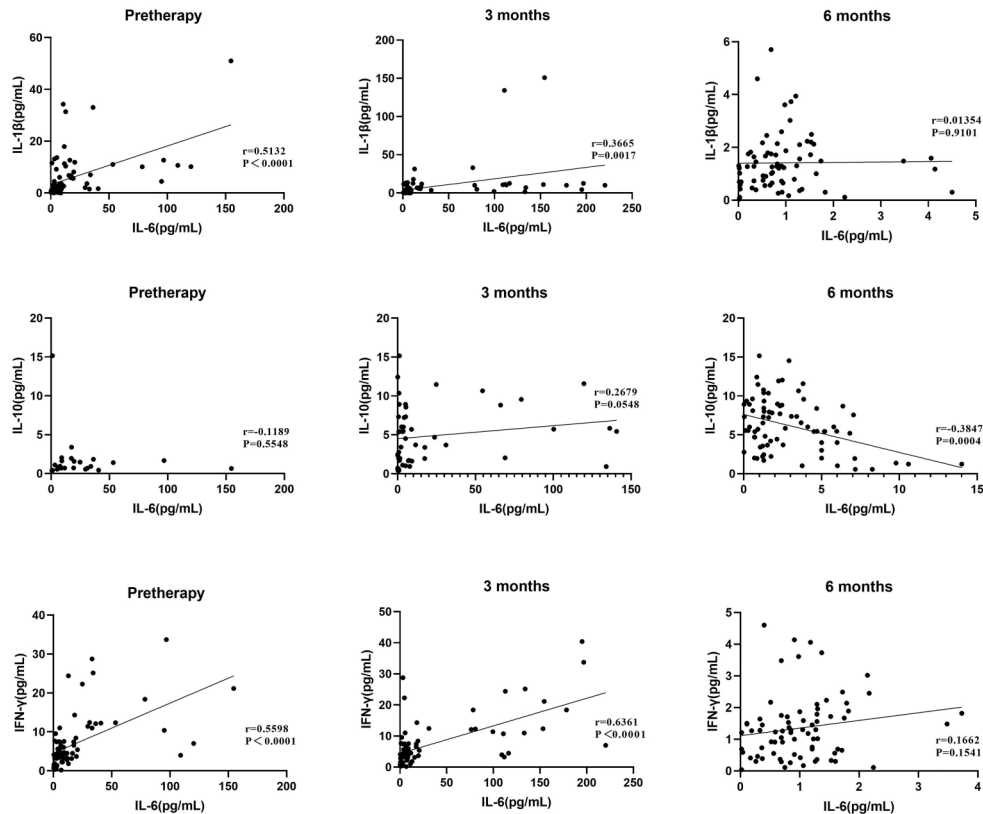 Pretherapy
3 months
6 months
60
40
20
0
IL-1β(pg/mL)
r=0.5132
P＜0.0001
0 50 100 150 200
IL-6(pg/mL)
200
150
100
50
0
IL-1β(pg/mL)
r=0.3665
P=0.0017
0 50 100 150 200 250
IL-6(pg/mL)
6
4
2
0
IL-1β(pg/mL)
r=0.01354
P=0.9101
0 1 2 3 4 5
IL-6(pg/mL)
Pretherapy
3 months
6 months
20
15
10
5
0
IL-10(pg/mL)
r=-0.1189
P=0.5548
0 50 100 150 200
IL-6(pg/mL)
20
15
10
5
0
IL-10(pg/mL)
r=0.2679
P=0.0548
0 50 100 150
IL-6(pg/mL)
20
15
10
5
0
IL-10(pg/mL)
r=-0.3847
P=0.0004
0 5 10 15
IL-6(pg/mL)
Pretherapy
3 months
6 months
40
30
20
10
0
IFN-γ(pg/mL)
r=0.5598
P＜0.0001
0 50 100 150 200
IL-6(pg/mL)
50
40
30
20
10
0
IFN-γ(pg/mL)
r=0.6361
P＜0.0001
0 50 100 150 200 250
IL-6(pg/mL)
5
4
3
2
1
0
IFN-γ(pg/mL)
r=0.1662
P=0.1541
0 1 2 3 4
IL-6(pg/mL)